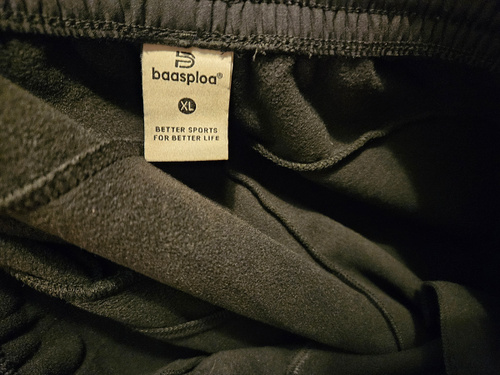 baasploa®
XL
BETTER SPORTS
FOR BETTER LIFE